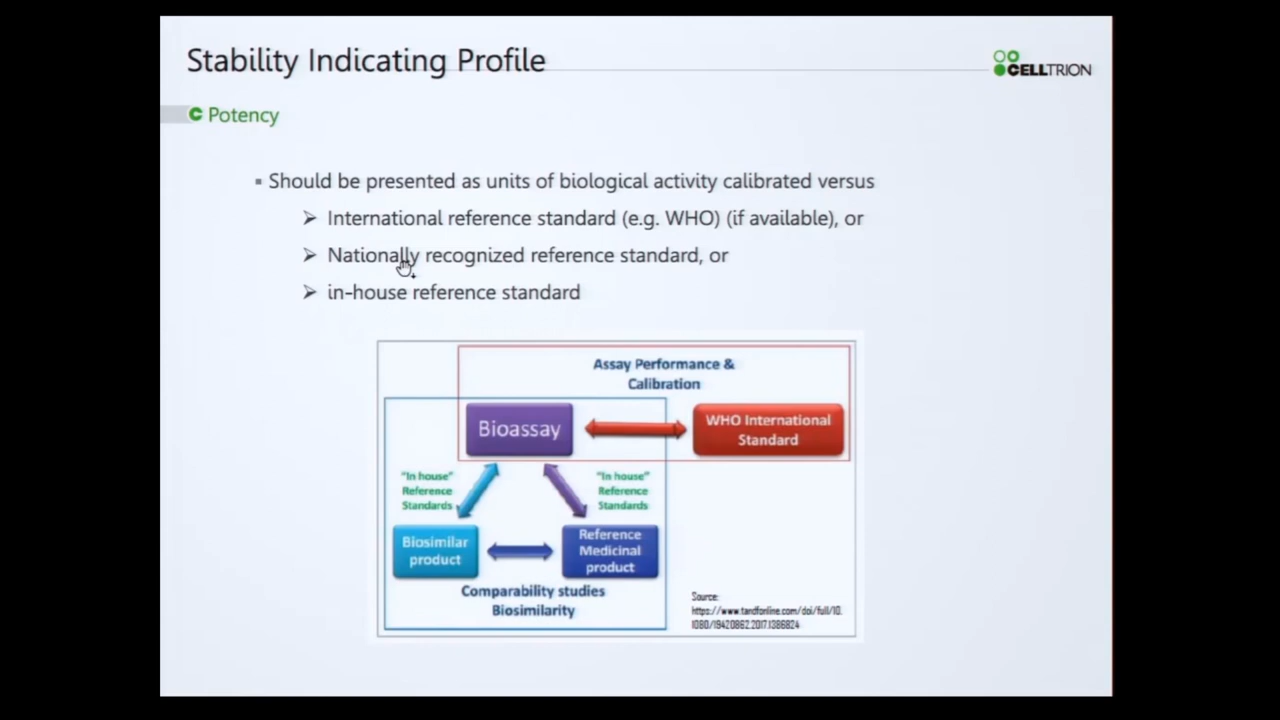 Stability Indicating Profile
CELLTRION
Potency
Should be presented as units of biological activity calibrated versus
International reference standard (e.g. WHO) (if available), or
Nationally recognized reference standard, or
in-house reference standard
Assay Performance &
Calibration
Bioassay
WHO International
Standard
"In house"
Reference
Standards
"In house"
Reference
Standards
Biosimilar
product
Reference
Medicinal
product
Comparability studies
Biosimilarity
Source:
https://www.tandfonline.com/doi/full/10.
1080/19420862.2017.1386824